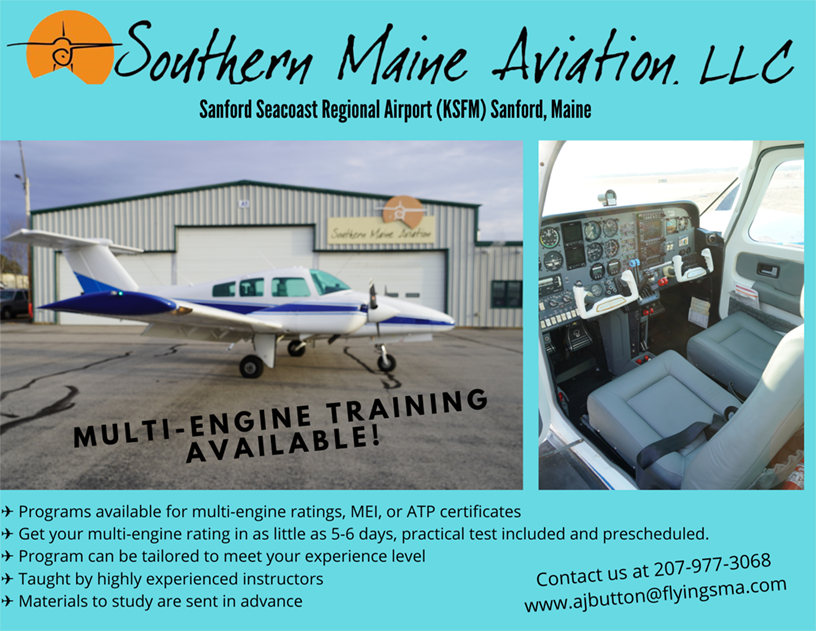 Southern Maine Aviation, LLC
Sanford Seacoast Regional Airport (KSFM) Sanford, Maine
Southern Maine Aviation
MULTI-ENGINE TRAINING
AVAILABLE!
✈ Programs available for multi-engine ratings, MEI, or ATP certificates
✈ Get your multi-engine rating in as little as 5-6 days, practical test included and prescheduled.
✈ Program can be tailored to meet your experience level
✈ Taught by highly experienced instructors
✈ Materials to study are sent in advance
Contact us at 207-977-3068
www.ajbutton@flyingsma.com